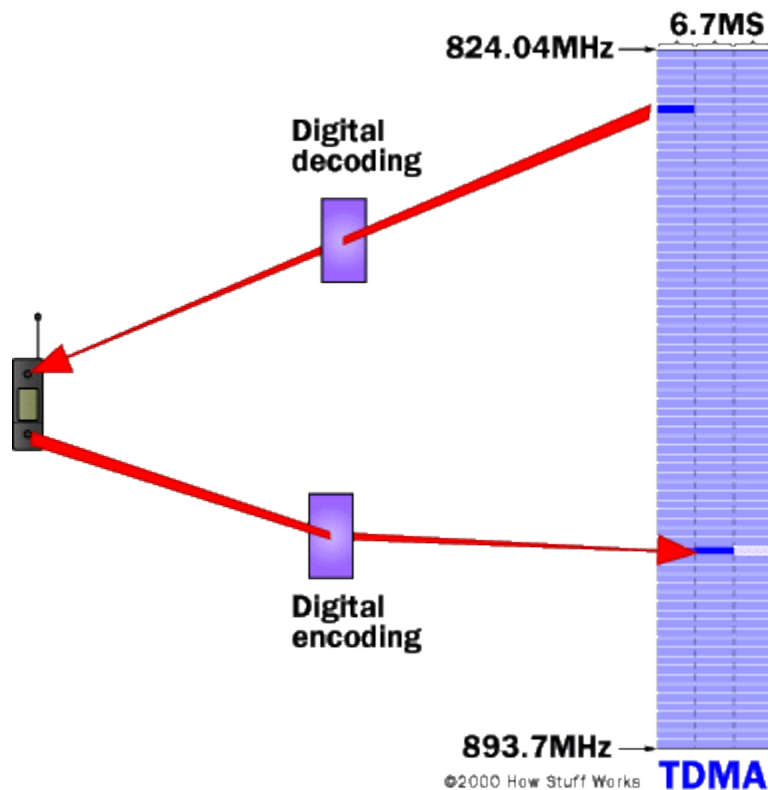 6.7MS
824.04MHz
Digital
decoding
Digital
encoding
893.7MHz
©2000 How Stuff Works
TDMA